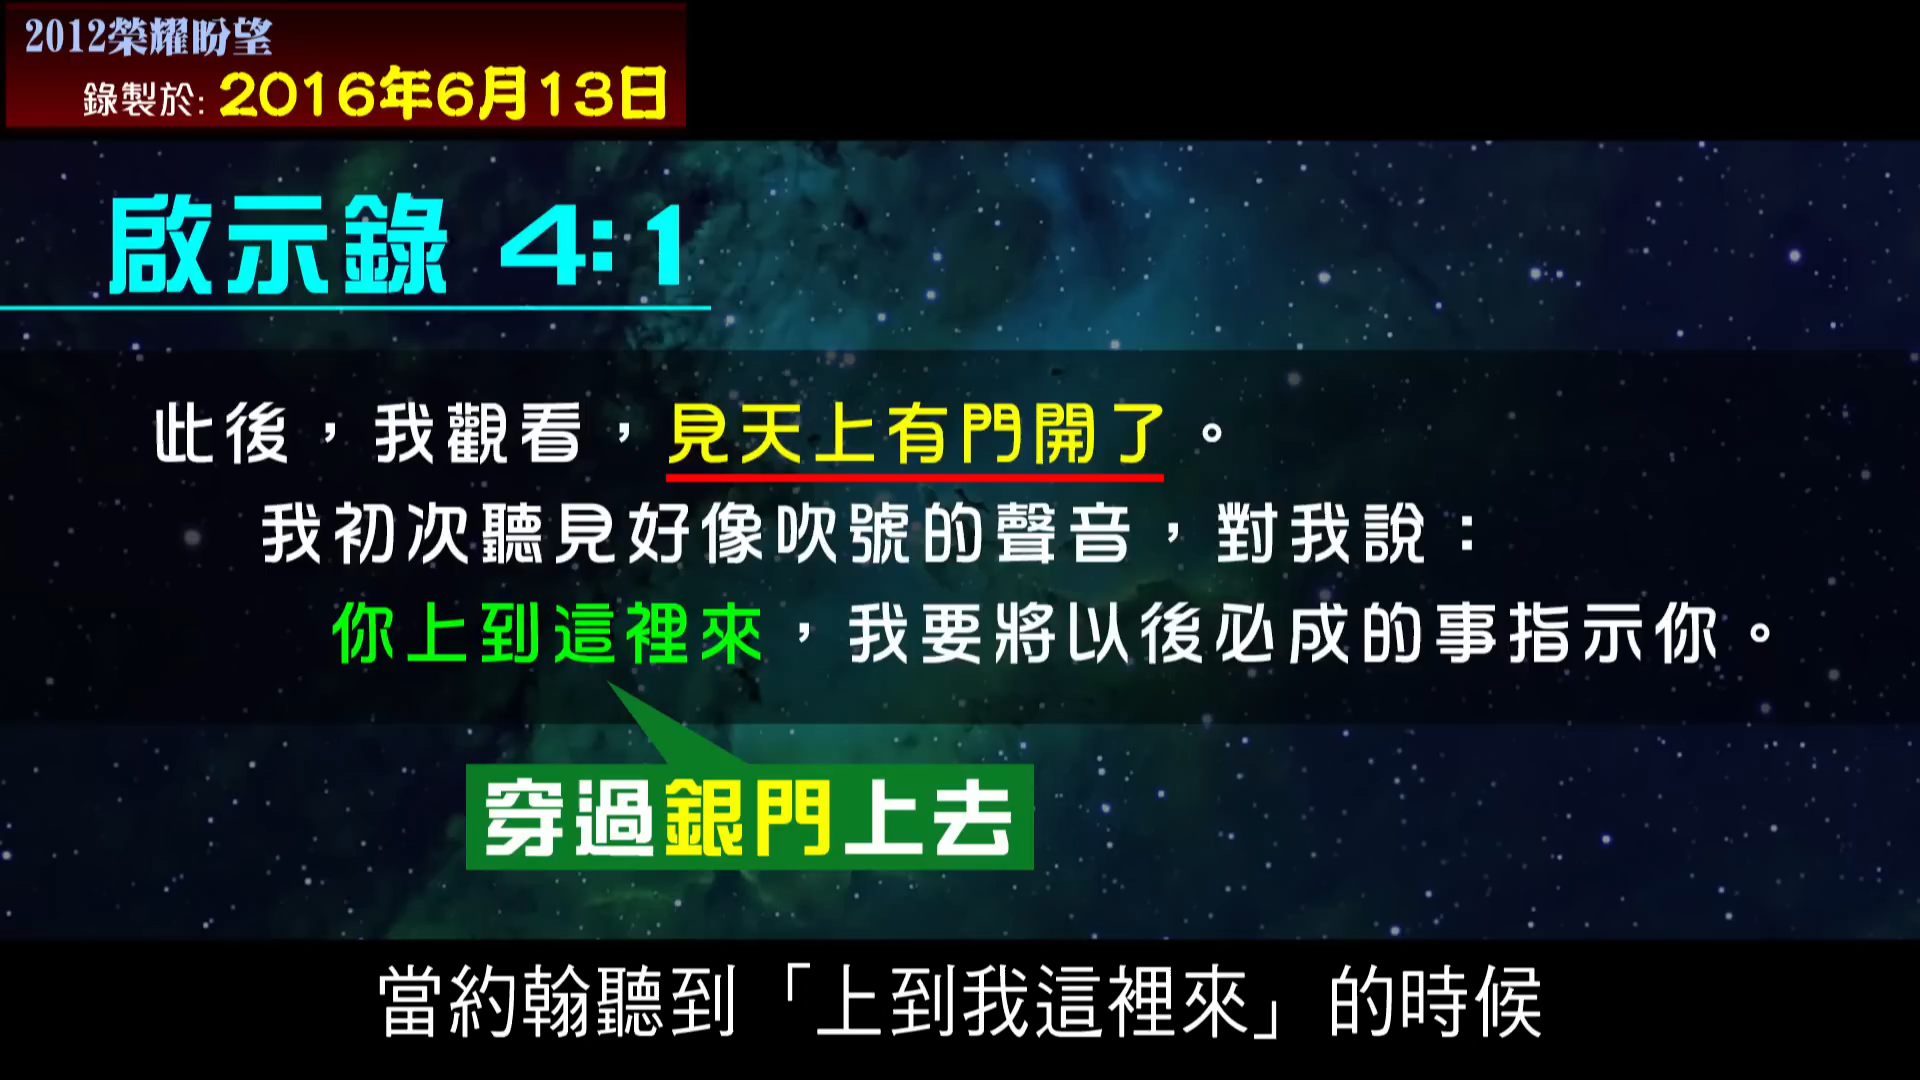 2012榮耀盼望
錄製於: 2016年6月13日
啟示錄 4:1
此後，我觀看，見天上有門開了。
我初次聽見好像吹號的聲音，對我說：
你上到這裡來，我要將以後必成的事指示你。
穿過銀門上去
當約翰聽到「上到我這裡來」的時候